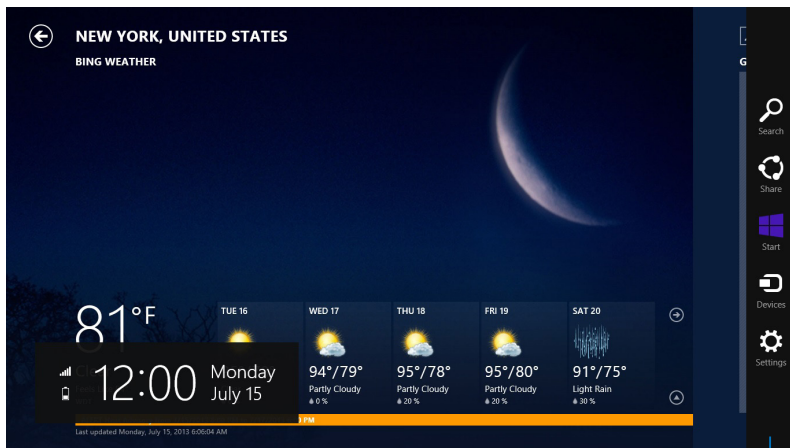 NEW YORK, UNITED STATES
BING WEATHER
G
Search
Share
Start
Devices
Settings
81°F
TUE 16
WED 17
THU 18
FRI 19
SAT 20
94°/79°
95°/78°
95°/80°
91°/75°
Partly Cloudy
Partly Cloudy
Partly Cloudy
Light Rain
0 %
20 %
20 %
30 %
12:00
Monday
July 15
PM
Last updated Monday, July 15, 2013 6:06:04 AM